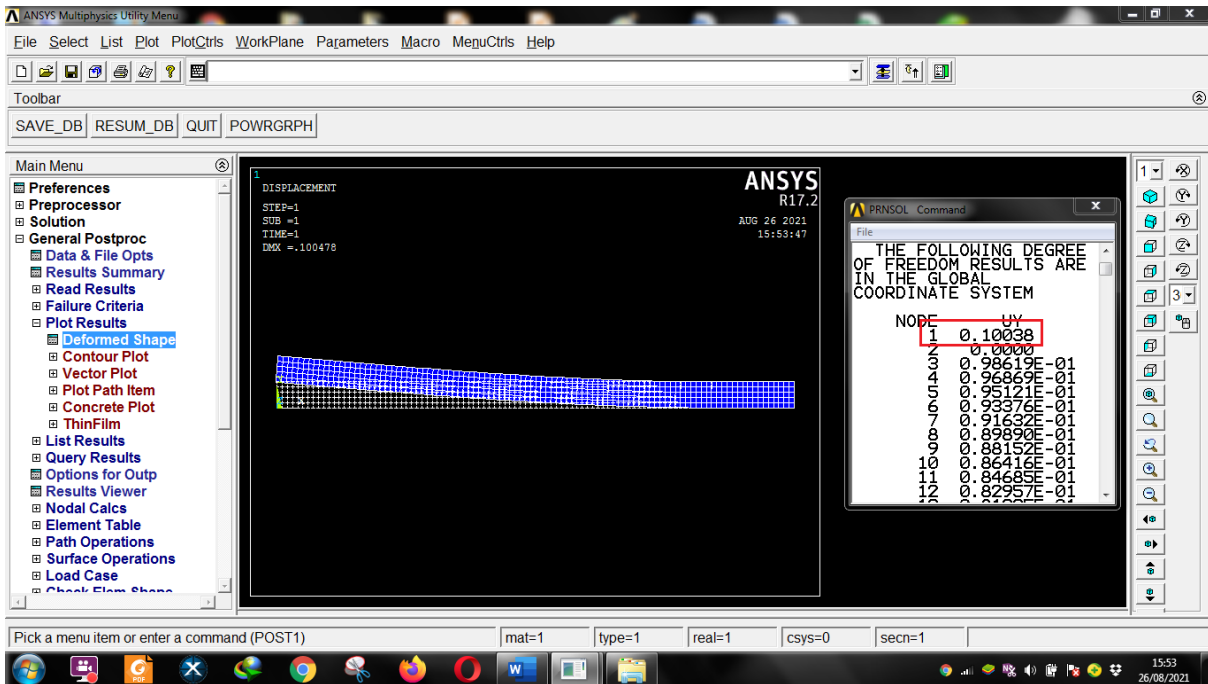 ANSYS Multiphysics Utility Menu
File Select List Plot PlotCtrls WorkPlane Parameters Macro MenuCtrls Help
Toolbar
SAVE_DB RESUM_DB QUIT POWRGRPH
Main Menu
Preferences
Preprocessor
Solution
General Postproc
Data & File Opts
Results Summary
Read Results
Failure Criteria
Plot Results
Deformed Shape
Contour Plot
Vector Plot
Plot Path Item
Concrete Plot
ThinFilm
List Results
Query Results
Options for Outp
Results Viewer
Nodal Calcs
Element Table
Path Operations
Surface Operations
Load Case
Check Elem Shape
1
DISPLACEMENT
STEP=1
SUB =1
TIME=1
DMX =.100478
ANSYS
R17.2
AUG 26 2021
15:53:47
X
PRNSOL Command
File
THE FOLLOWING DEGREE
OF FREEDOM RESULTS ARE
IN THE GLOBAL
COORDINATE SYSTEM
NODE UY
1 0.10038
2 0.0000
3 0.98619E-01
4 0.96869E-01
5 0.95121E-01
6 0.93376E-01
7 0.91632E-01
8 0.89890E-01
9 0.88152E-01
10 0.86416E-01
11 0.84685E-01
12 0.82957E-01
1
3
Pick a menu item or enter a command (POST1) mat=1 type=1 real=1 csys=0 secn=1
15:53
26/08/2021